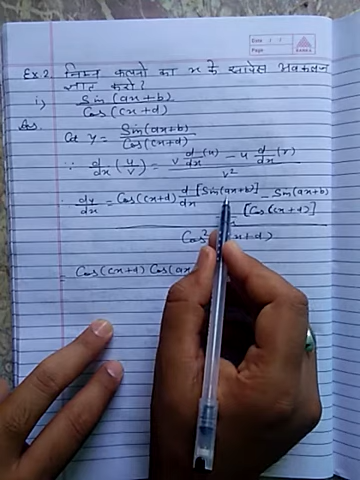 Date / /
Page
Ex.2 निम्न फलनो का x के सापेक्ष अवकलन
ज्ञात करो?
i) Sin(ax+b) / Cos(cx+d)
Ans.
Let y = Sin(ax+b) / Cos(cx+d)
∵ d/dx (u/v) = v d/dx (u) - u d/dx (v) / v²
dy/dx = Cos(cx+d) d/dx [Sin(ax+b)] - Sin(ax+b)
[Cos(cx+d)]
Cos² (cx+d)
= Cos(cx+d) Cos(ax